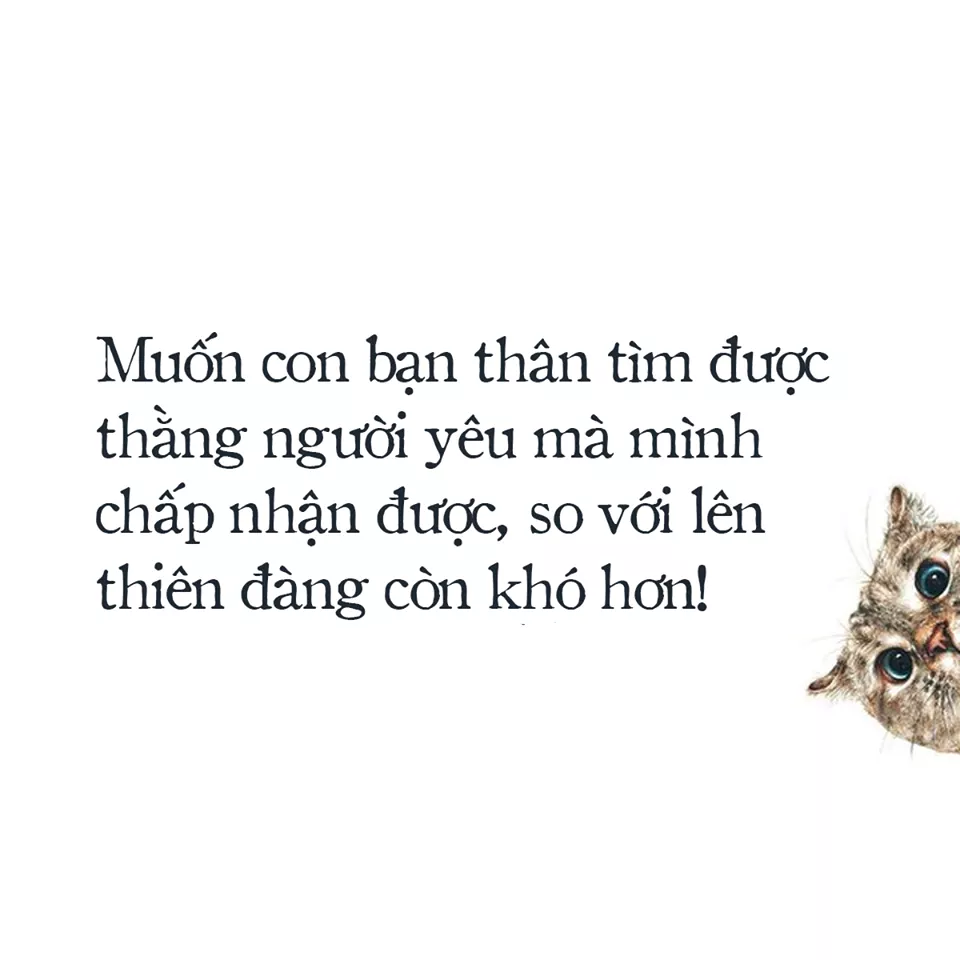 Muốn con bạn thân tìm được
thằng người yêu mà mình
chấp nhận được, so với lên
thiên đàng còn khó hơn!